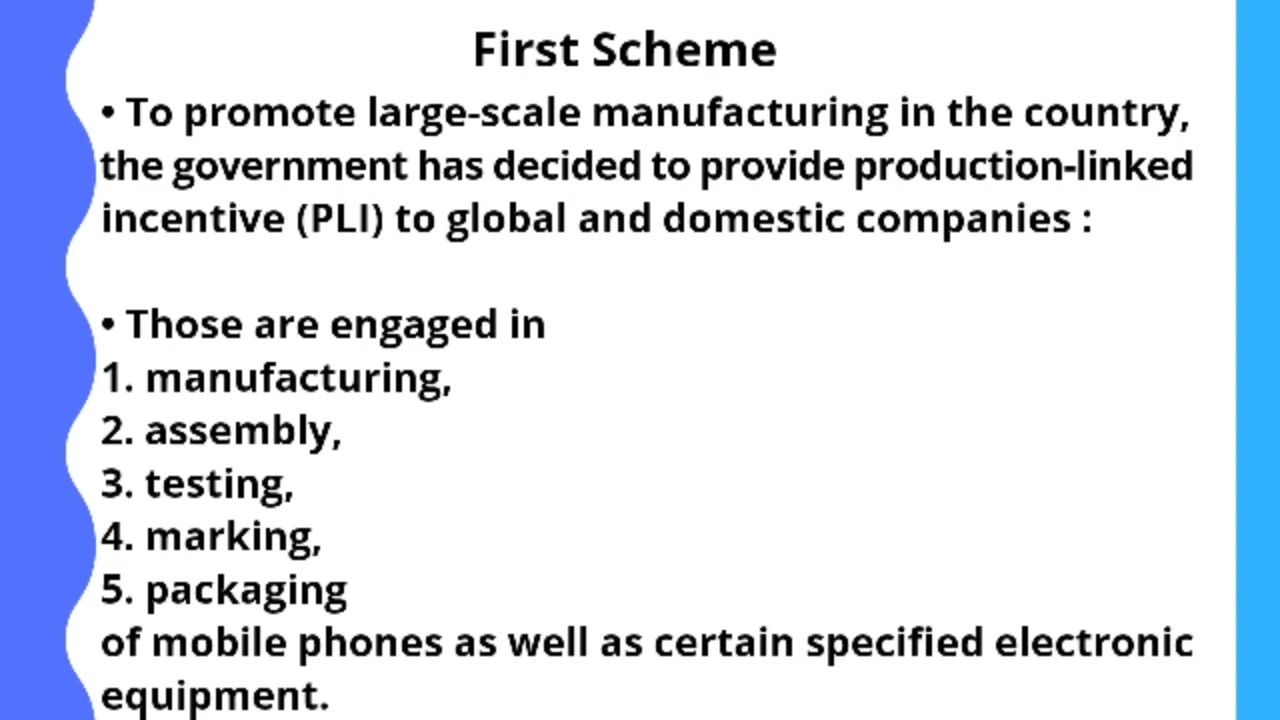 First Scheme
• To promote large-scale manufacturing in the country,
the government has decided to provide production-linked
incentive (PLI) to global and domestic companies :
• Those are engaged in
1. manufacturing,
2. assembly,
3. testing,
4. marking,
5. packaging
of mobile phones as well as certain specified electronic
equipment.